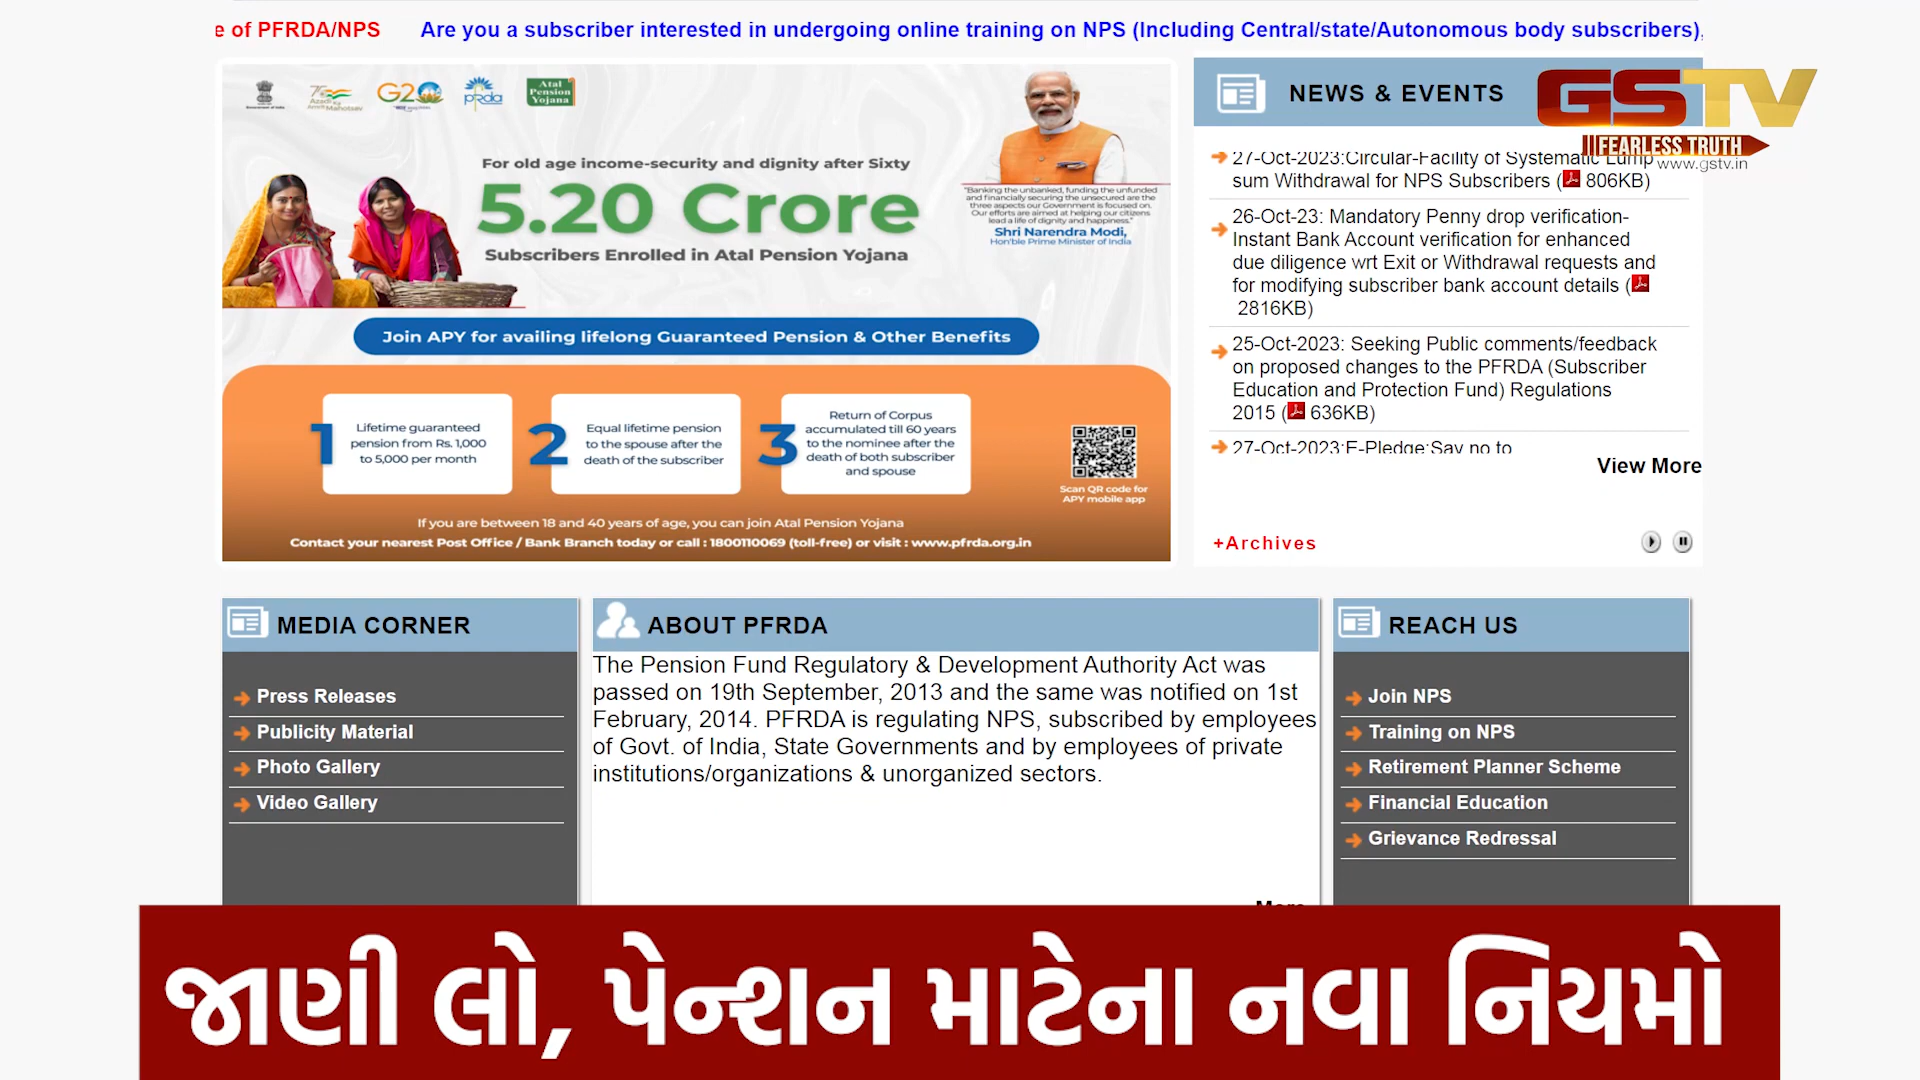 e of PFRDA/NPS Are you a subscriber interested in undergoing online training on NPS (Including Central/state/Autonomous body subscribers),
Azadi Ka
Amrit Mahotsav
G20
pfrda
Atal
Pension
Yojana
For old age income-security and dignity after Sixty
5.20 Crore
Subscribers Enrolled in Atal Pension Yojana
"Banking the unbanked, funding the unfunded
and financially securing the unsecured are the
three aspects our Government is focused on.
Our efforts are aimed at helping our citizens
lead a life of dignity and happiness."
Shri Narendra Modi,
Hon'ble Prime Minister of India
Join APY for availing lifelong Guaranteed Pension & Other Benefits
1
Lifetime guaranteed
pension from Rs. 1,000
to 5,000 per month
2
Equal lifetime pension
to the spouse after the
death of the subscriber
3
Return of Corpus
accumulated till 60 years
to the nominee after the
death of both subscriber
and spouse
Scan QR code for
APY mobile app
If you are between 18 and 40 years of age, you can join Atal Pension Yojana
Contact your nearest Post Office / Bank Branch today or call : 1800110069 (toll-free) or visit : www.pfrda.org.in
NEWS & EVENTS
GSTV
FEARLESS TRUTH
www.gstv.in
27-Oct-2023:Circular-Facility of Systematic Lump
sum Withdrawal for NPS Subscribers ( 806KB)
26-Oct-23: Mandatory Penny drop verification-
Instant Bank Account verification for enhanced
due diligence wrt Exit or Withdrawal requests and
for modifying subscriber bank account details (
2816KB)
25-Oct-2023: Seeking Public comments/feedback
on proposed changes to the PFRDA (Subscriber
Education and Protection Fund) Regulations
2015 ( 636KB)
27-Oct-2023:E-Pledge:Say no to
View More
+Archives
MEDIA CORNER
Press Releases
Publicity Material
Photo Gallery
Video Gallery
ABOUT PFRDA
The Pension Fund Regulatory & Development Authority Act was
passed on 19th September, 2013 and the same was notified on 1st
February, 2014. PFRDA is regulating NPS, subscribed by employees
of Govt. of India, State Governments and by employees of private
institutions/organizations & unorganized sectors.
More
REACH US
Join NPS
Training on NPS
Retirement Planner Scheme
Financial Education
Grievance Redressal
જાણી લો, પેન્શન માટેના નવા નિયમો